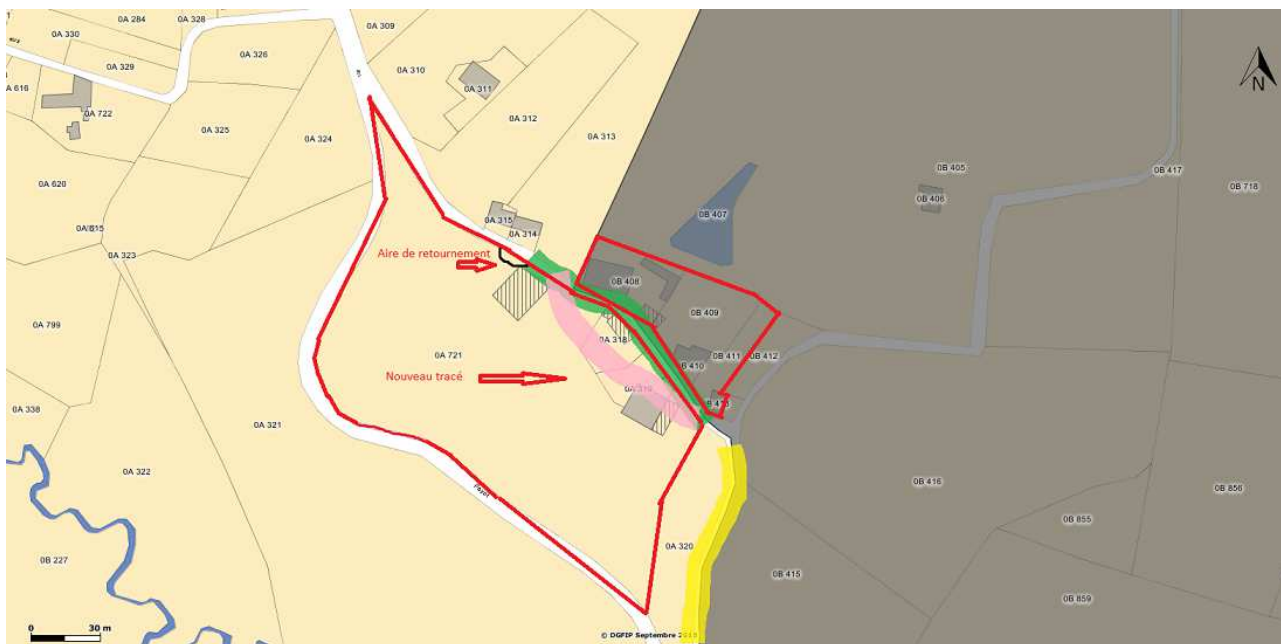 0A 284
0A 328
0A 309
0A 330
0A 326
0A 329
0A 310
A 616
0A 311
0A 722
0A 312
0A 325
0A 324
0A 313
0B 405
0B 417
0B 718
0A 620
0B 406
0B 407
0A 315
0A 815
0A 314
0A 323
N
Aire de retournement
0B 408
0B 409
0A 799
0A 318
0A 721
0B 411
0B 412
B 410
Nouveau tracé
0A 319
0A 338
0A 321
0A 322
0B 416
0B 856
0B 855
0A 320
0B 227
0B 415
0B 859
0
30 m
© DGFIP Septembre